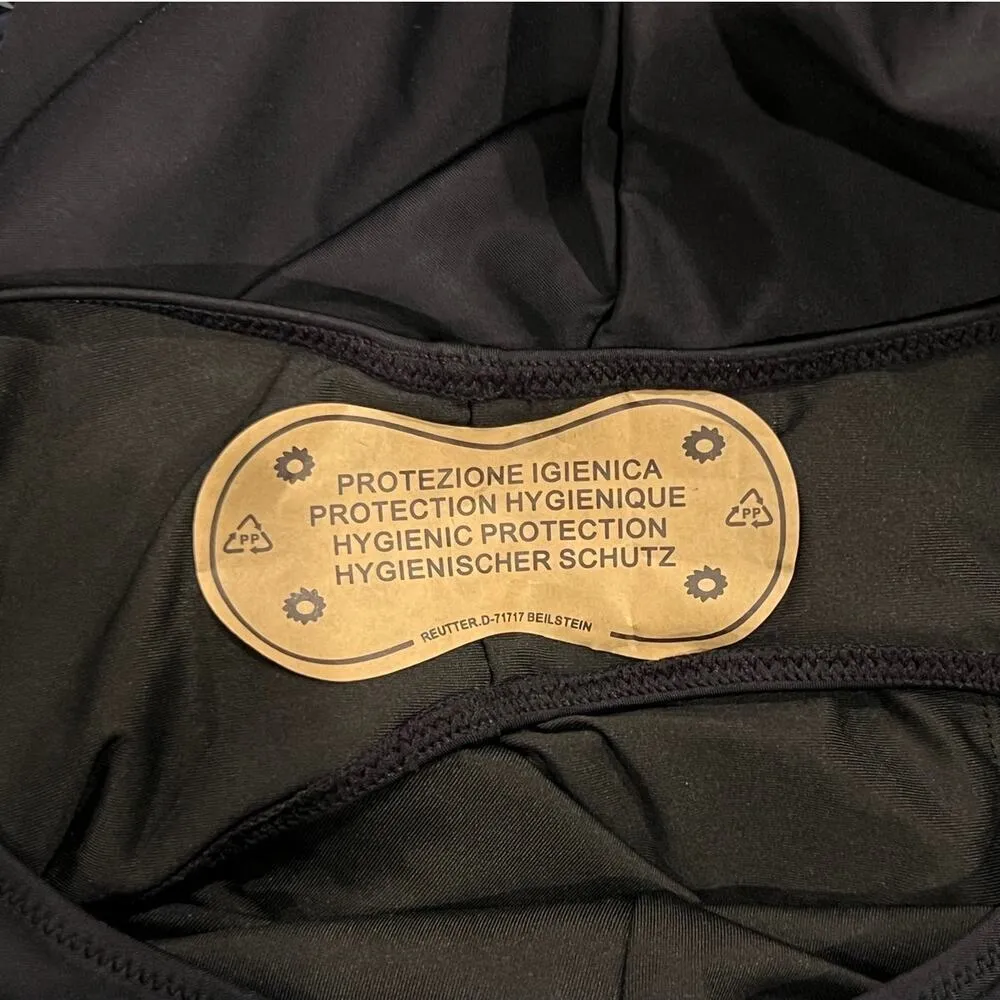 PROTEZIONE IGIENICA
PROTECTION HYGIENIQUE
HYGIENIC PROTECTION
HYGIENISCHER SCHUTZ
PP
PP
REUTTER.D-71717 BEILSTEIN